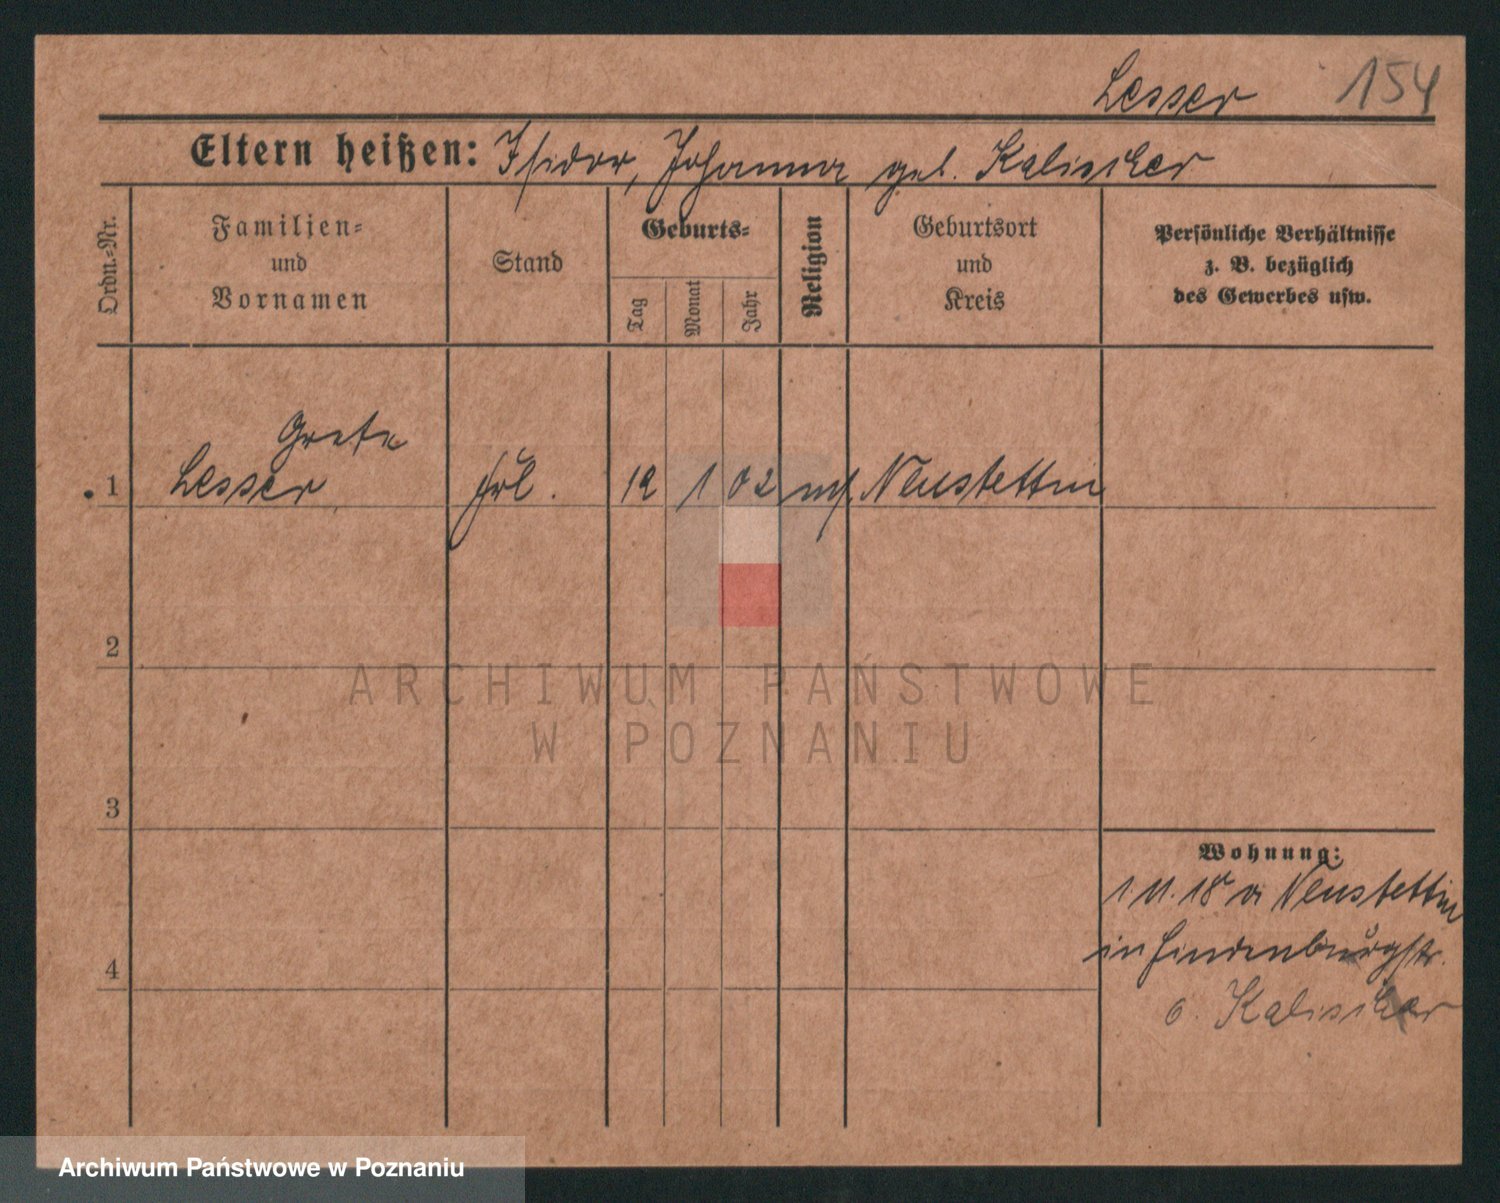 Lesser 154
Eltern heißen: Isidor, Johanna geb. Kalischer
Ordn.-Nr.
Familien-
und
Vornamen
Stand
Geburts-
Tag
Monat
Jahr
Religion
Geburtsort
und
Kreis
Persönliche Verhältnisse
z. B. bezüglich
des Gewerbes usw.
Grete
1 Lesser Frl. 12 1 02 Neustettin
2
3
4
Wohnung:
1.11.18 v Neustettin
in Hindenburgstr.
Kalischer
ARCHIWUM PAŃSTWOWE
W POZNANIU
Archiwum Państwowe w Poznaniu